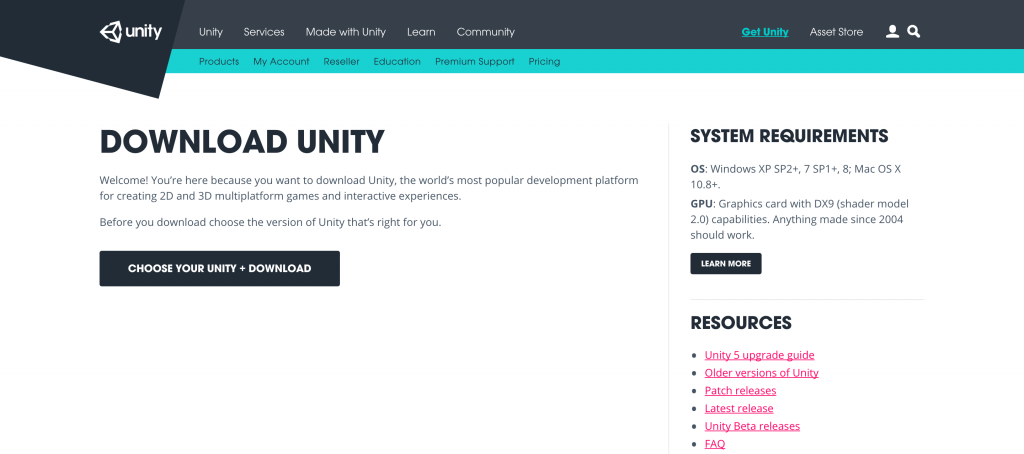 unity
Unity Services Made with Unity Learn Community Get Unity Asset Store
Products My Account Reseller Education Premium Support Pricing
DOWNLOAD UNITY
Welcome! You're here because you want to download Unity, the world's most popular development platform
for creating 2D and 3D multiplatform games and interactive experiences.
Before you download choose the version of Unity that's right for you.
CHOOSE YOUR UNITY + DOWNLOAD
SYSTEM REQUIREMENTS
OS: Windows XP SP2+, 7 SP1+, 8; Mac OS X
10.8+.
GPU: Graphics card with DX9 (shader model
2.0) capabilities. Anything made since 2004
should work.
LEARN MORE
RESOURCES
Unity 5 upgrade guide
Older versions of Unity
Patch releases
Latest release
Unity Beta releases
FAQ